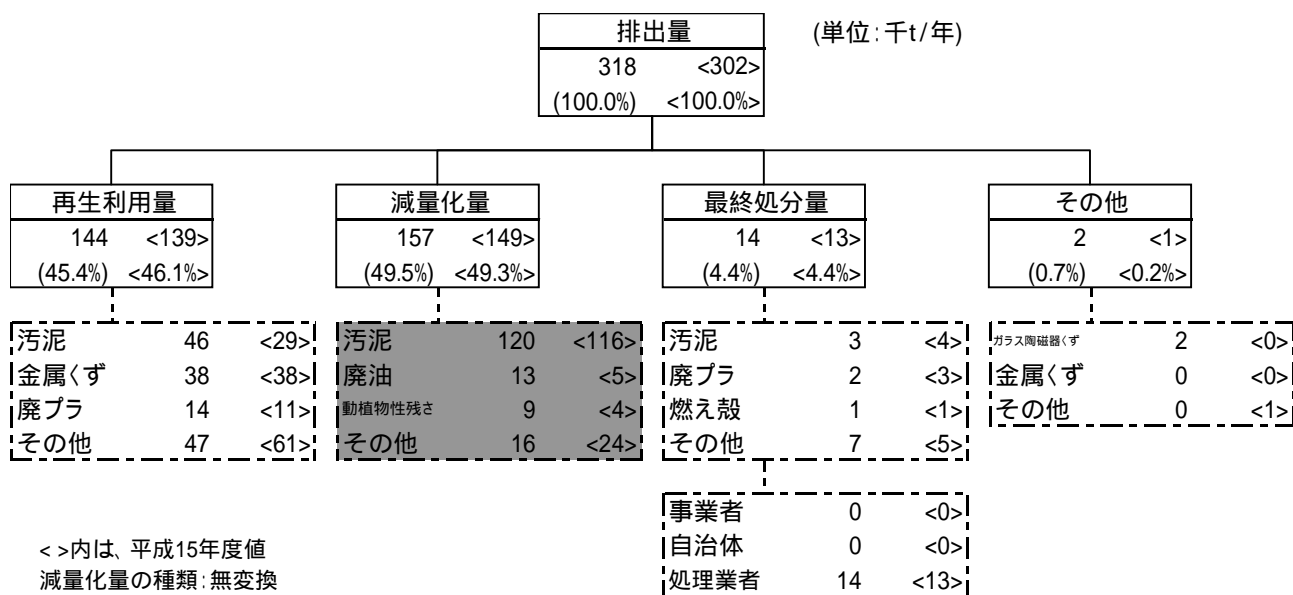 排出量
(単位:千t/年)
318 <302>
(100.0%) <100.0%>
再生利用量
144 <139>
(45.4%) <46.1%>
減量化量
157 <149>
(49.5%) <49.3%>
最終処分量
14 <13>
(4.4%) <4.4%>
その他
2 <1>
(0.7%) <0.2%>
汚泥 46 <29>
金属くず 38 <38>
廃プラ 14 <11>
その他 47 <61>
汚泥 120 <116>
廃油 13 <5>
動植物性残さ 9 <4>
その他 16 <24>
汚泥 3 <4>
廃プラ 2 <3>
燃え殻 1 <1>
その他 7 <5>
ガラス陶磁器くず 2 <0>
金属くず 0 <0>
その他 0 <1>
事業者 0 <0>
自治体 0 <0>
処理業者 14 <13>
< >内は、平成15年度値
減量化量の種類:無変換